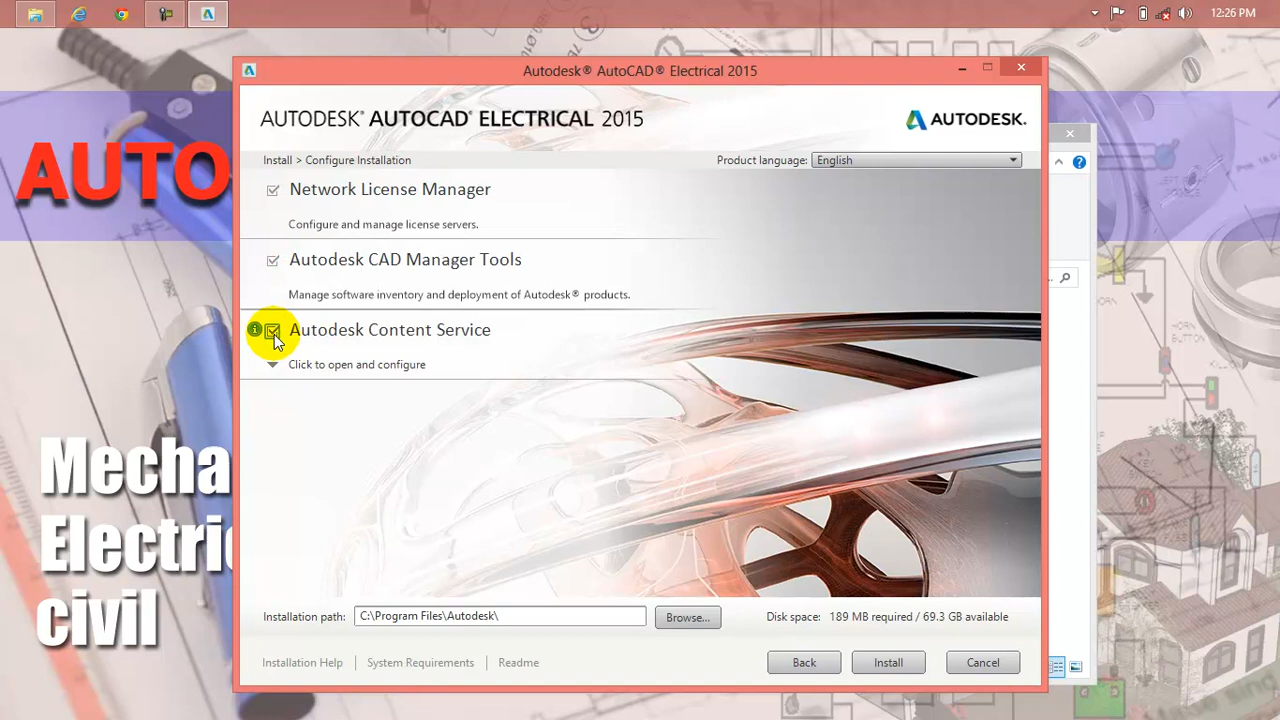 12:26 PM
Autodesk® AutoCAD® Electrical 2015
AUTODESK® AUTOCAD® ELECTRICAL 2015
AUTODESK.
Install > Configure Installation
Product language: English
Network License Manager
Configure and manage license servers.
Autodesk CAD Manager Tools
Manage software inventory and deployment of Autodesk® products.
Autodesk Content Service
Click to open and configure
Installation path: C:\Program Files\Autodesk\ Browse... Disk space: 189 MB required / 69.3 GB available
Installation Help System Requirements Readme Back Install Cancel
AUTO
Mecha
Electric
civil
HORN
BUTTON